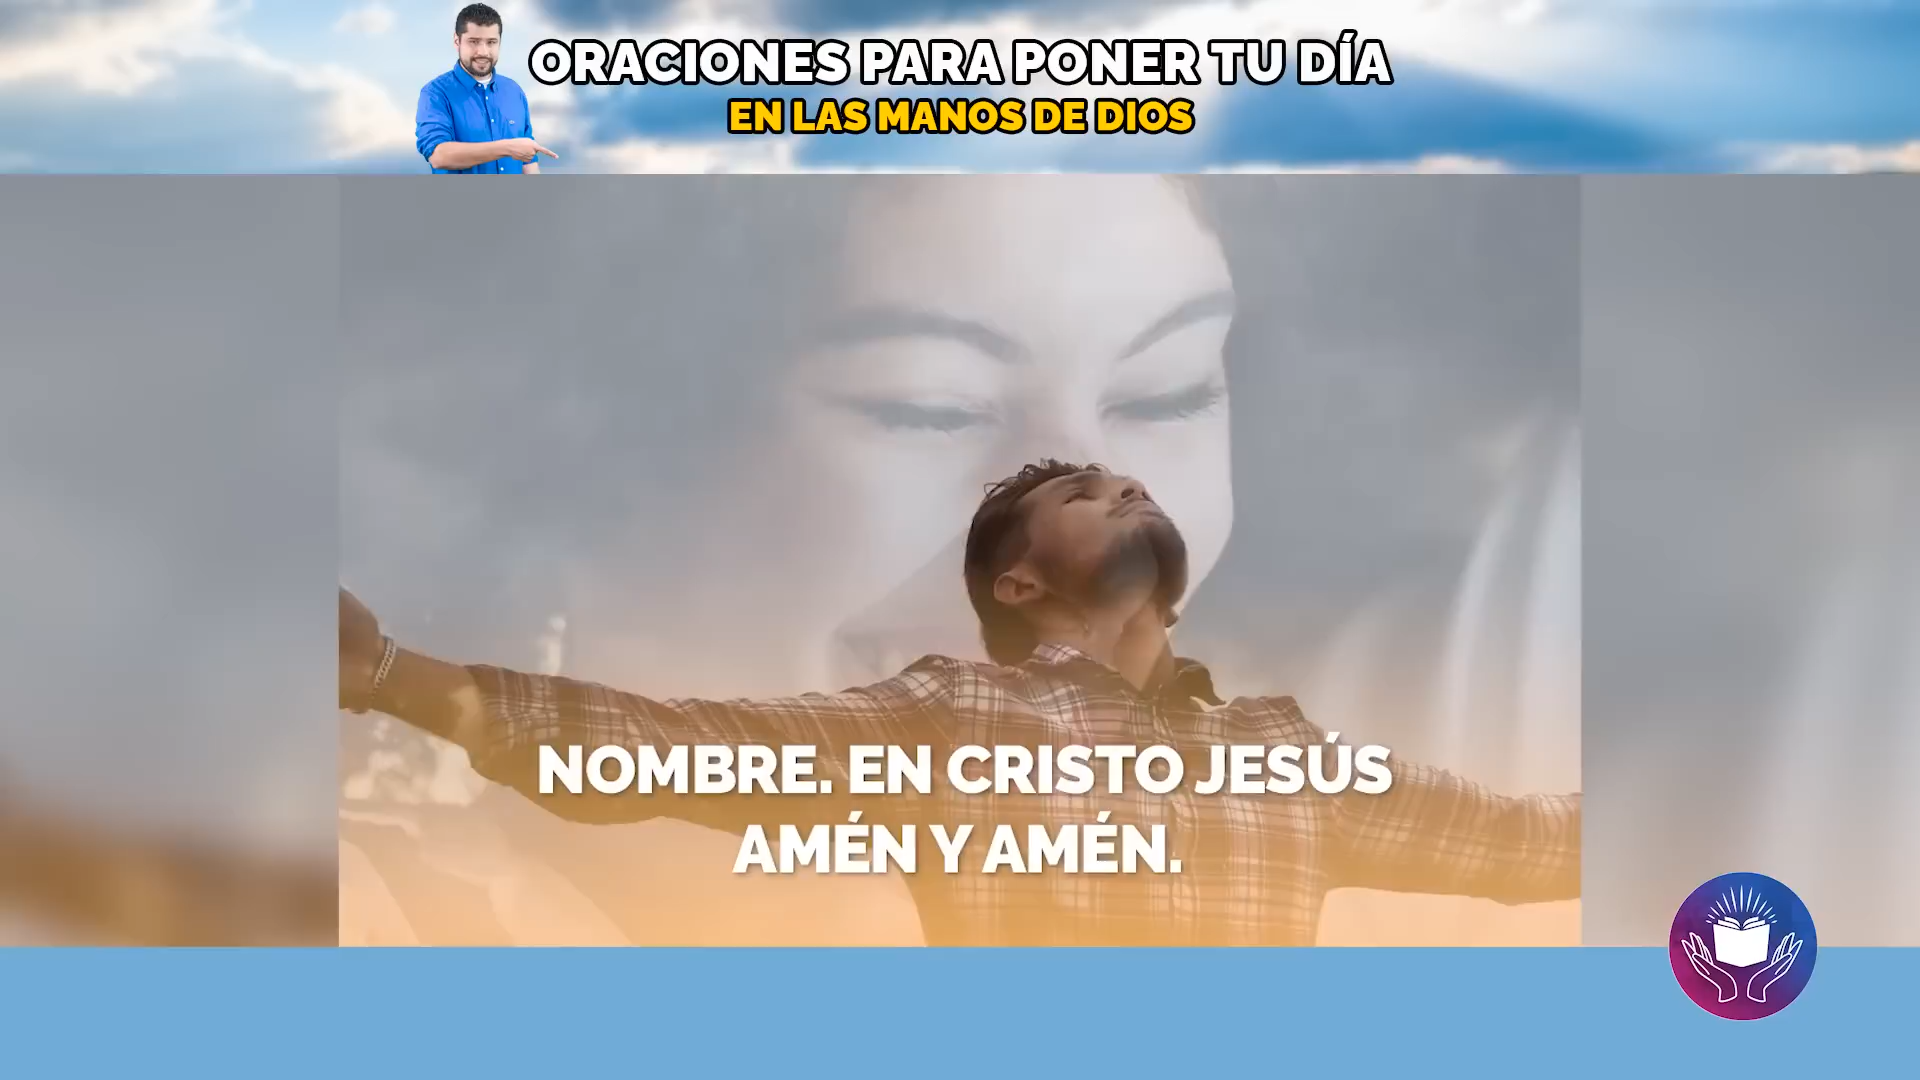 ORACIONES PARA PONER TU DÍA
EN LAS MANOS DE DIOS
NOMBRE. EN CRISTO JESÚS
AMÉN Y AMÉN.